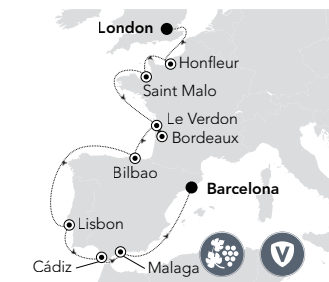 London
Honfleur
Saint Malo
Le Verdon
Bordeaux
Bilbao
Barcelona
Lisbon
Cádiz
Malaga
V